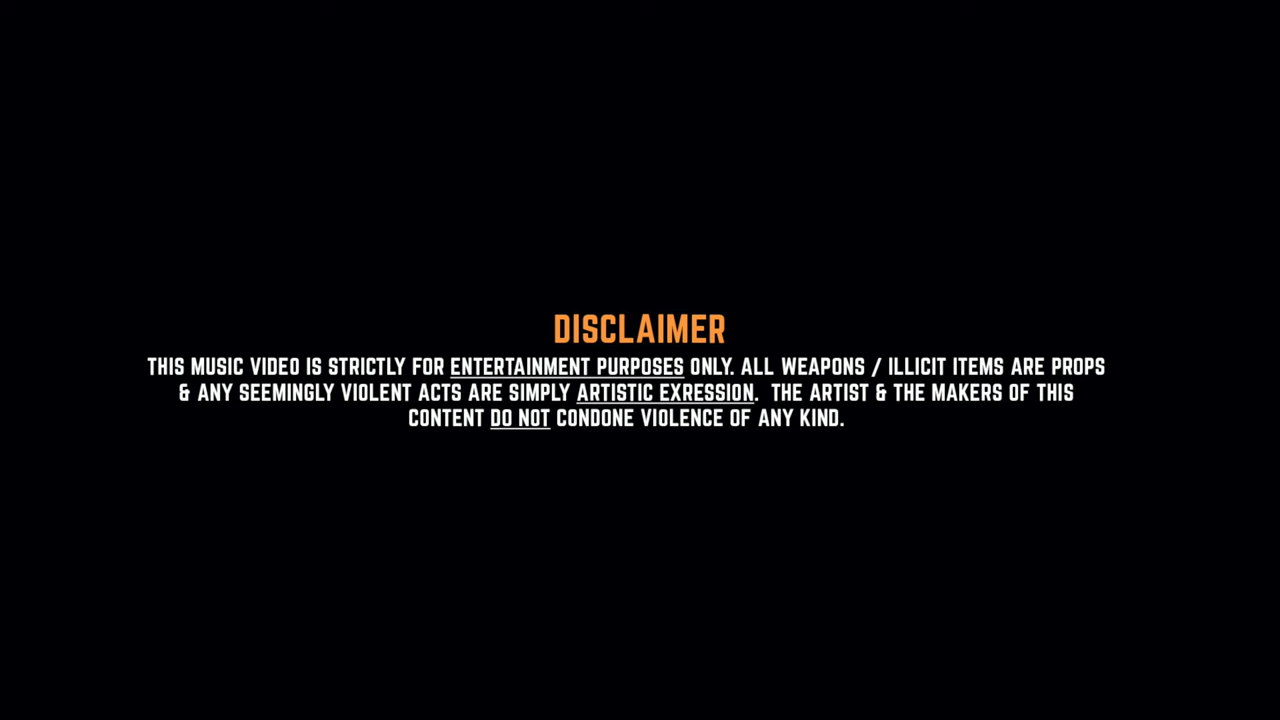 DISCLAIMER
THIS MUSIC VIDEO IS STRICTLY FOR ENTERTAINMENT PURPOSES ONLY. ALL WEAPONS / ILLICIT ITEMS ARE PROPS
& ANY SEEMINGLY VIOLENT ACTS ARE SIMPLY ARTISTIC EXRESSION. THE ARTIST & THE MAKERS OF THIS
CONTENT DO NOT CONDONE VIOLENCE OF ANY KIND.